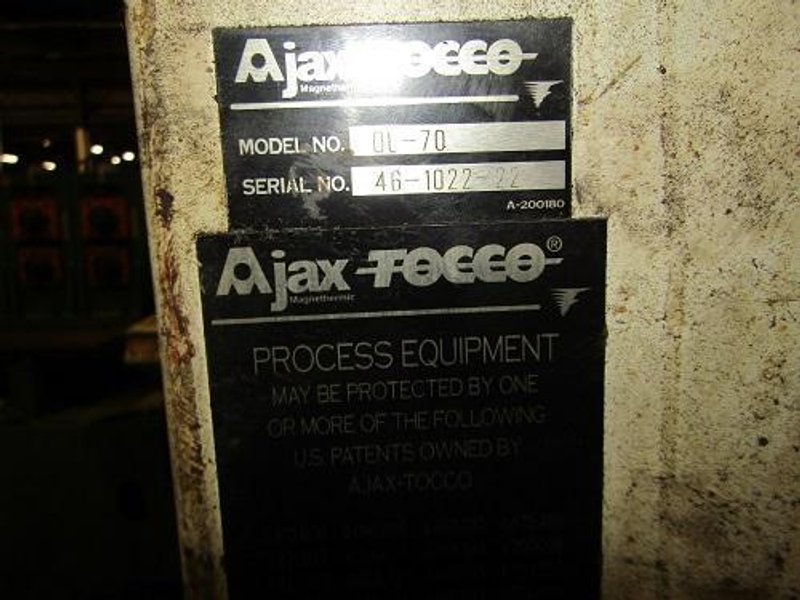 Ajax TOCCO
Magnethermic
MODEL NO. OL-70
SERIAL NO. 46-1022-22
A-200180
Ajax TOCCO®
Magnethermic
PROCESS EQUIPMENT
MAY BE PROTECTED BY ONE
OR MORE OF THE FOLLOWING
U.S. PATENTS OWNED BY
AJAX-TOCCO